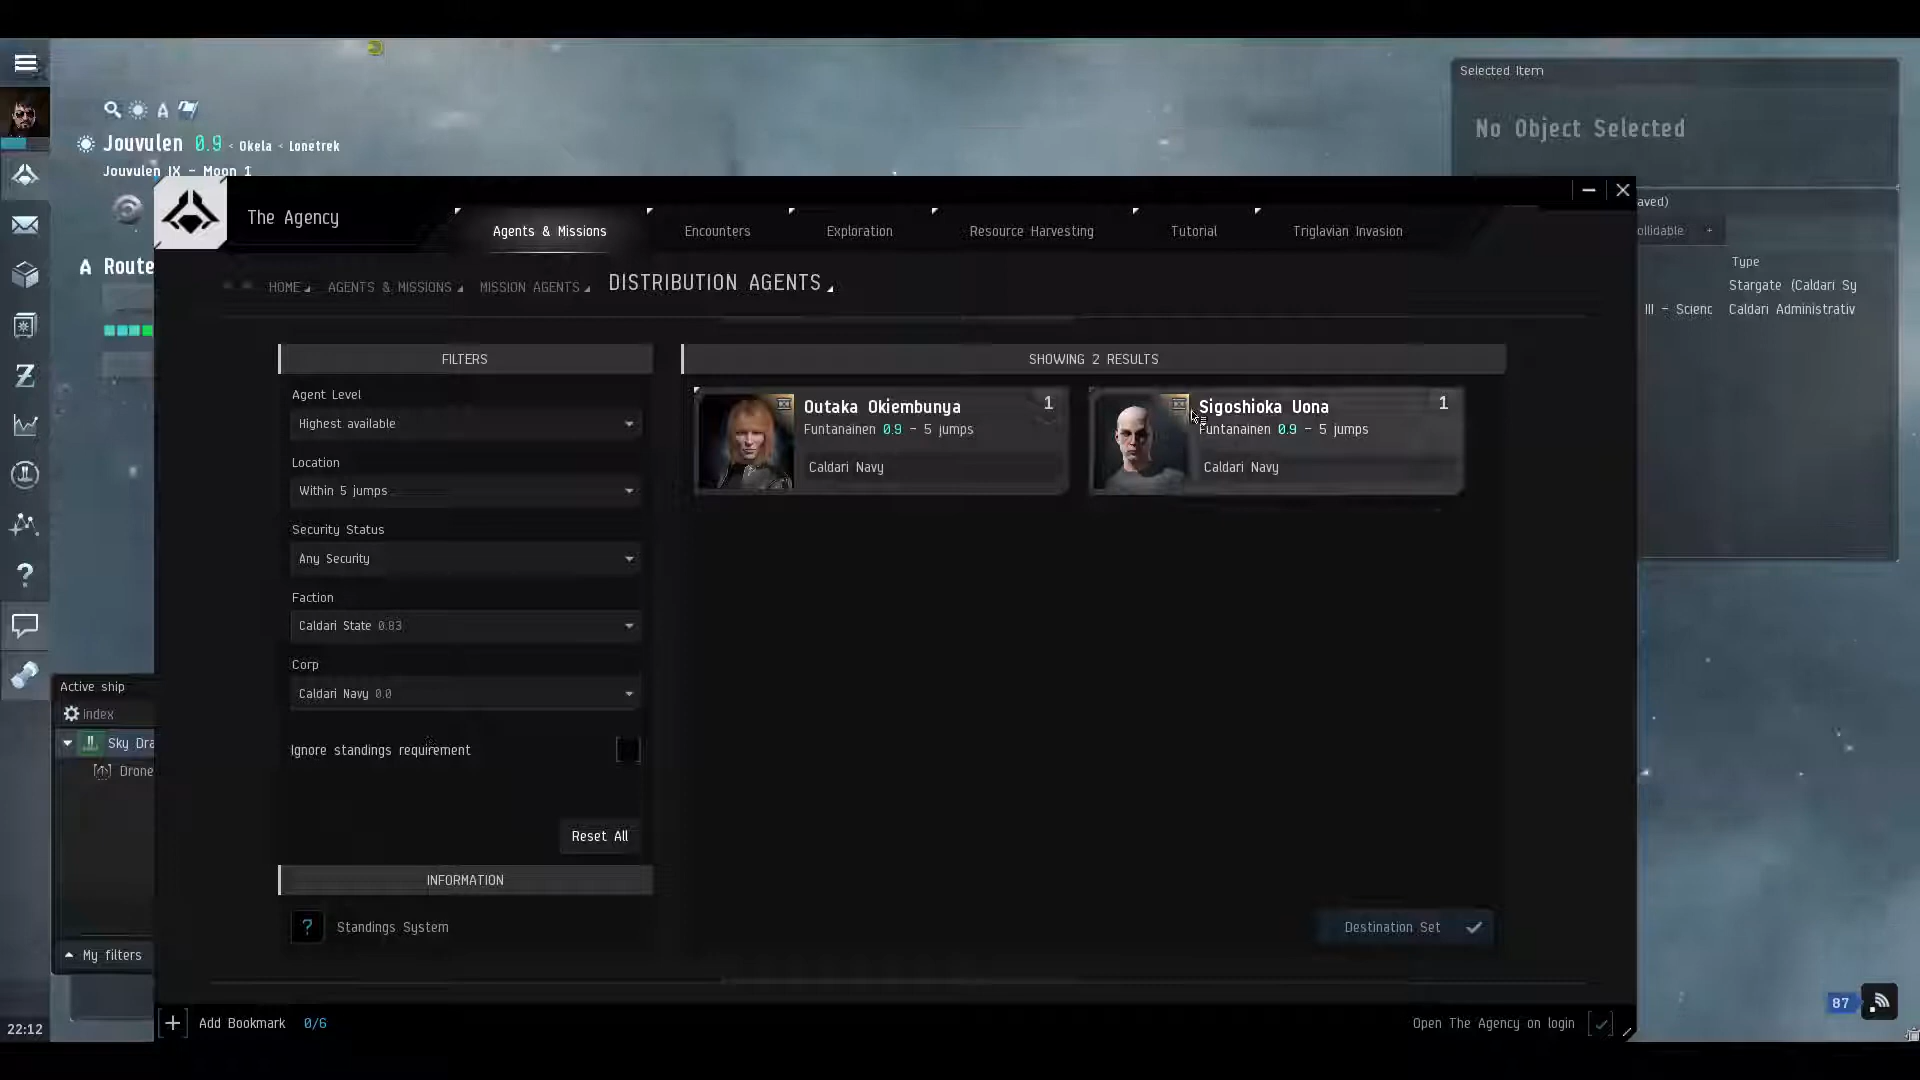 Selected Item
No Object Selected
Jouvulen 0.9 < Okela < Lonetrek
Jouvulen IX - Moon 1
aved)
The Agency
Agents & Missions
Encounters
Exploration
Resource Harvesting
Tutorial
Triglavian Invasion
ollidable +
Route
HOME
AGENTS & MISSIONS
MISSION AGENTS
DISTRIBUTION AGENTS
Type
Stargate (Caldari Sy
III - Scienc Caldari Administrativ
FILTERS
Agent Level
Highest available
Location
Within 5 jumps
Security Status
Any Security
Faction
Caldari State 0.83
Corp
Caldari Navy 0.0
Ignore standings requirement
Reset All
INFORMATION
? Standings System
SHOWING 2 RESULTS
Outaka Okiembunya 1
Funtanainen 0.9 - 5 jumps
Caldari Navy
Sigoshioka Uona 1
Funtanainen 0.9 - 5 jumps
Caldari Navy
Destination Set
Active ship
Index
Sky Dra
Drone
My filters
Add Bookmark 0/6
Open The Agency on login
87
22:12